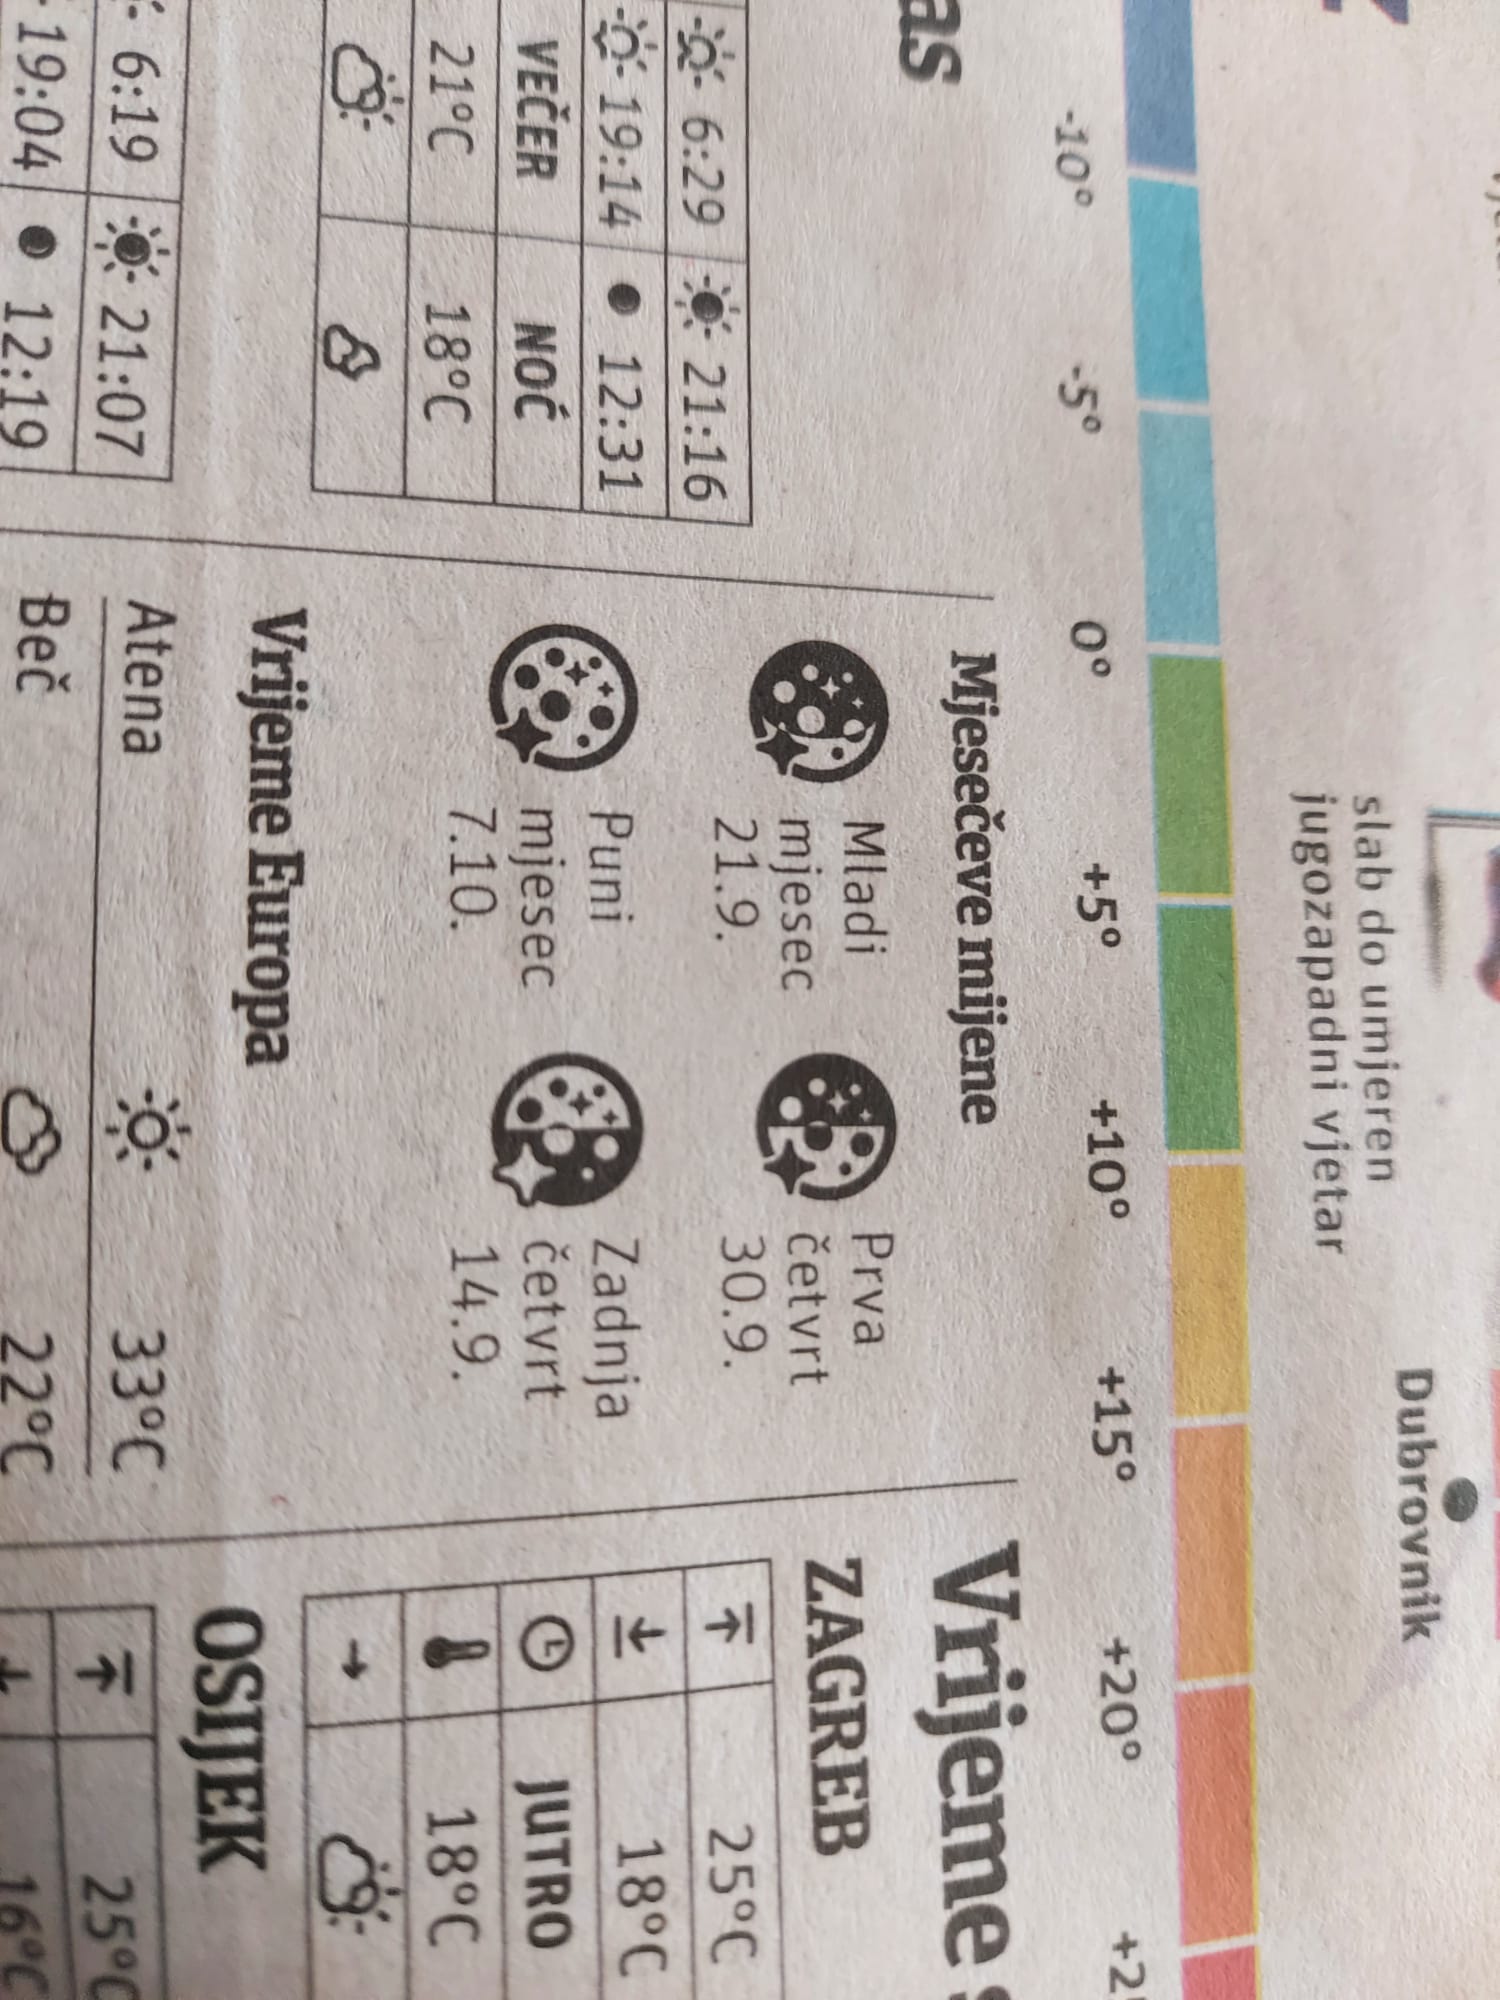 slab do umjeren
jugozapadni vjetar
Dubrovnik
-10° -5° 0° +5° +10° +15° +20°
as
6:29 21:16
19:14 12:31
VEČER NOĆ
21°C 18°C
6:19 21:07
19:04 12:19
Mjesečeve mijene
Mladi
mjesec
21.9.
Prva
četvrt
30.9.
Puni
mjesec
7.10.
Zadnja
četvrt
14.9.
Vrijeme Europa
Atena 33°C
Beč 22°C
Vrijeme
ZAGREB
25°C
18°C
JUTRO
18°C
OSIJEK
25°C
16°C